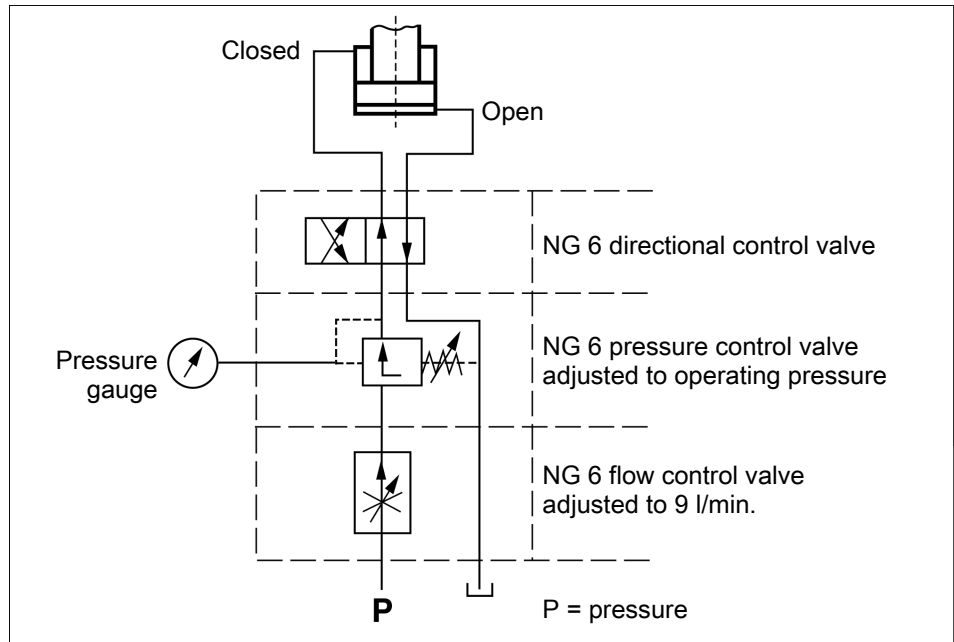 Closed
Open
NG 6 directional control valve
Pressure
gauge
NG 6 pressure control valve
adjusted to operating pressure
NG 6 flow control valve
adjusted to 9 l/min.
P
P = pressure